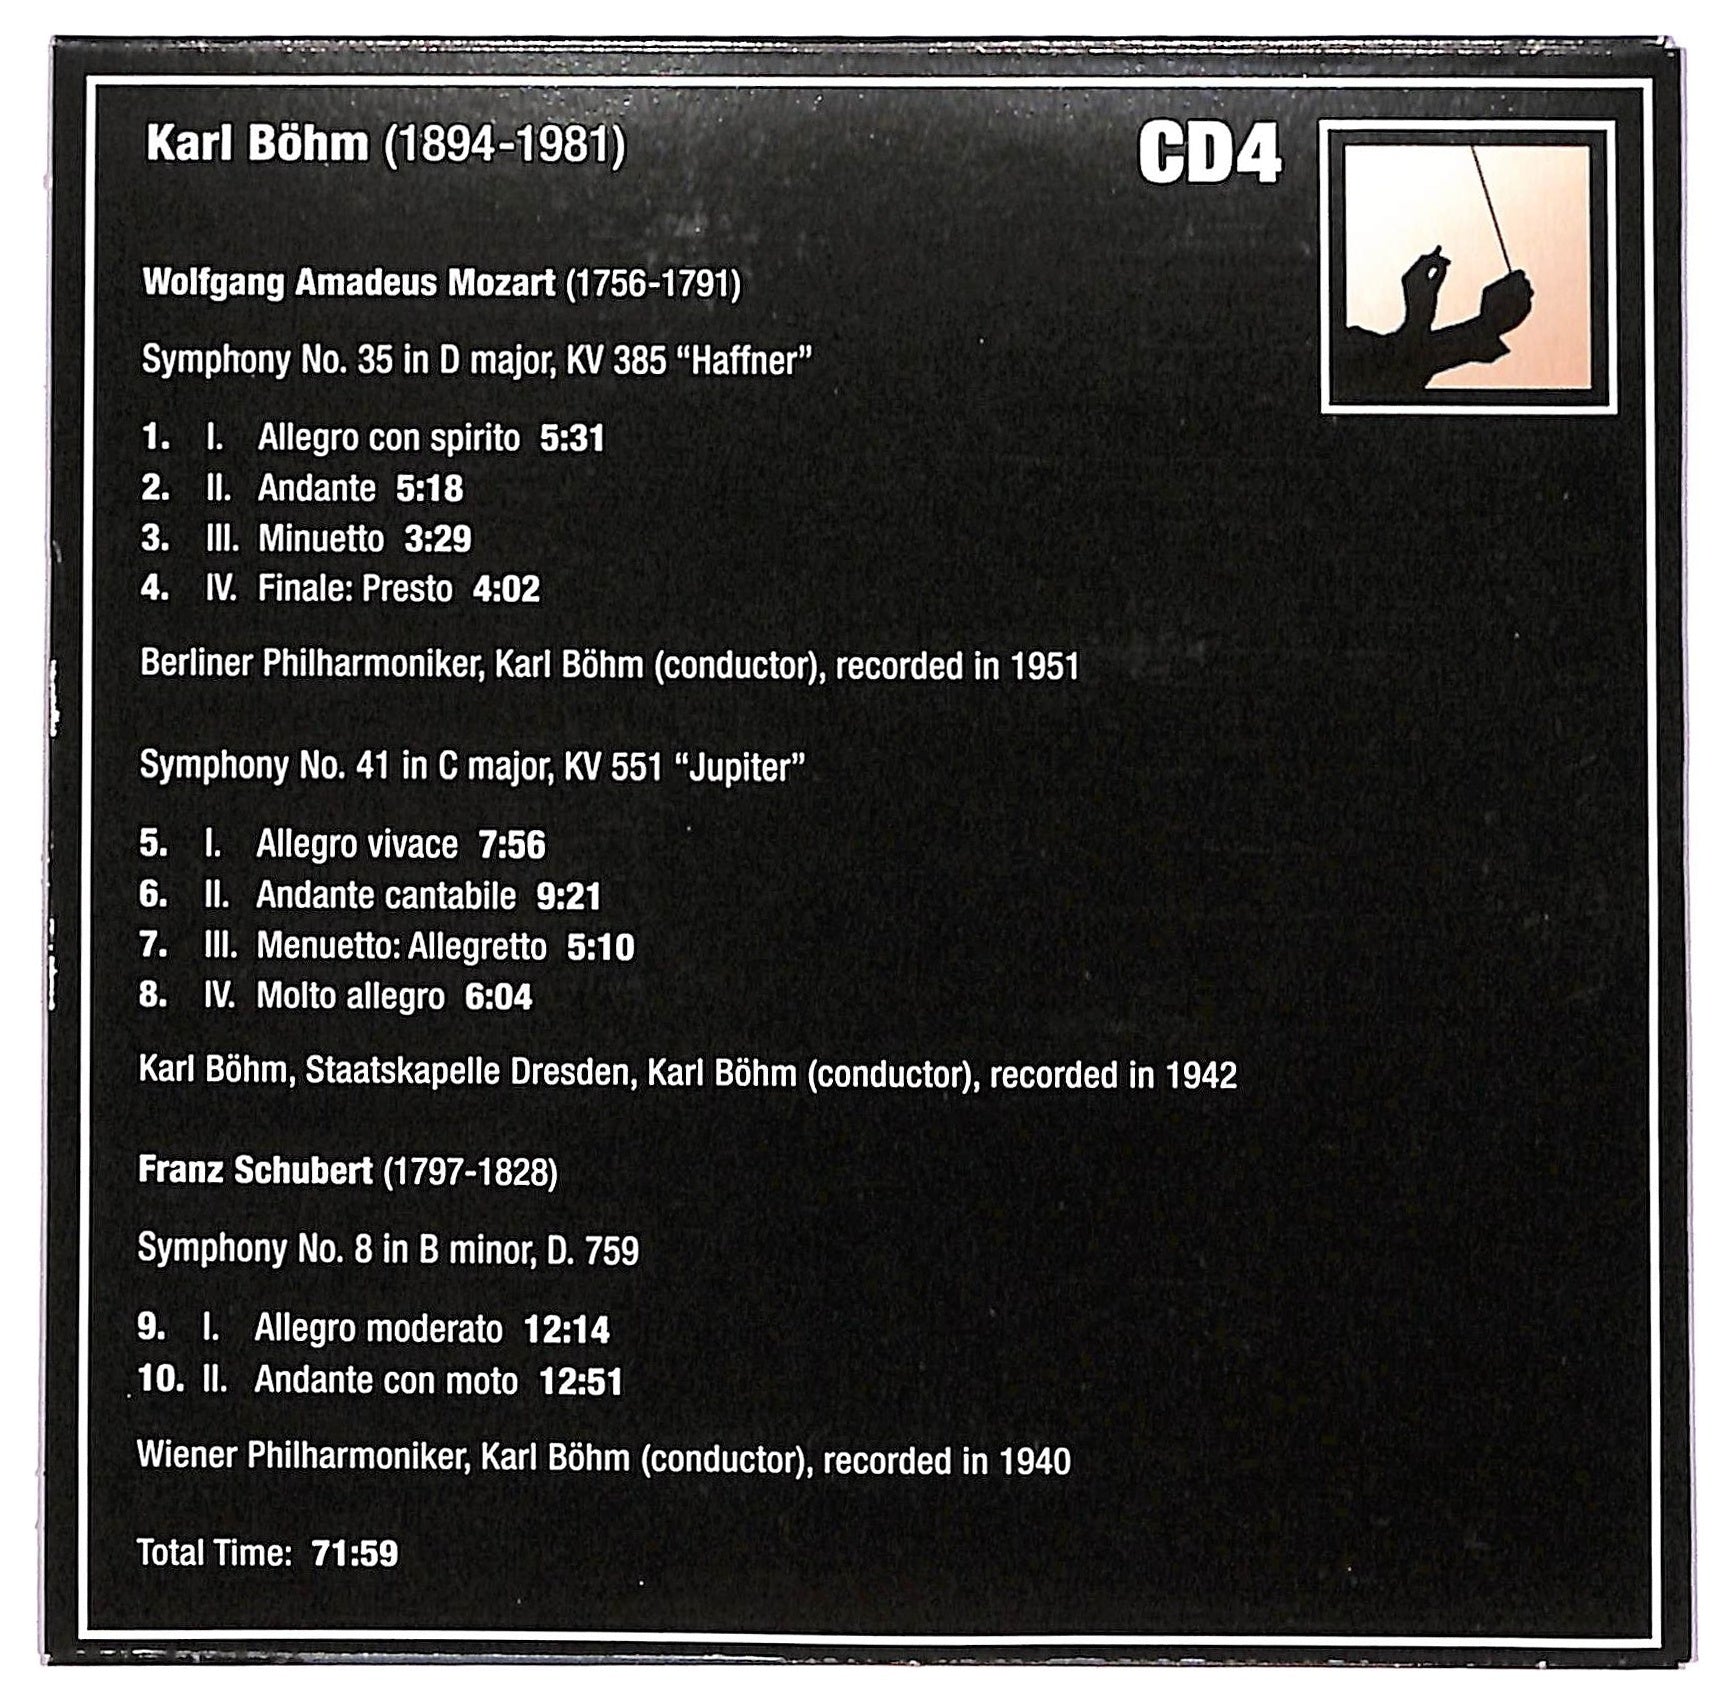 Karl Böhm (1894-1981)
CD4
Wolfgang Amadeus Mozart (1756-1791)
Symphony No. 35 in D major, KV 385 “Haffner”
1. I. Allegro con spirito 5:31
2. II. Andante 5:18
3. III. Minuetto 3:29
4. IV. Finale: Presto 4:02
Berliner Philharmoniker, Karl Böhm (conductor), recorded in 1951
Symphony No. 41 in C major, KV 551 “Jupiter”
5. I. Allegro vivace 7:56
6. II. Andante cantabile 9:21
7. III. Menuetto: Allegretto 5:10
8. IV. Molto allegro 6:04
Karl Böhm, Staatskapelle Dresden, Karl Böhm (conductor), recorded in 1942
Franz Schubert (1797-1828)
Symphony No. 8 in B minor, D. 759
9. I. Allegro moderato 12:14
10. II. Andante con moto 12:51
Wiener Philharmoniker, Karl Böhm (conductor), recorded in 1940
Total Time: 71:59